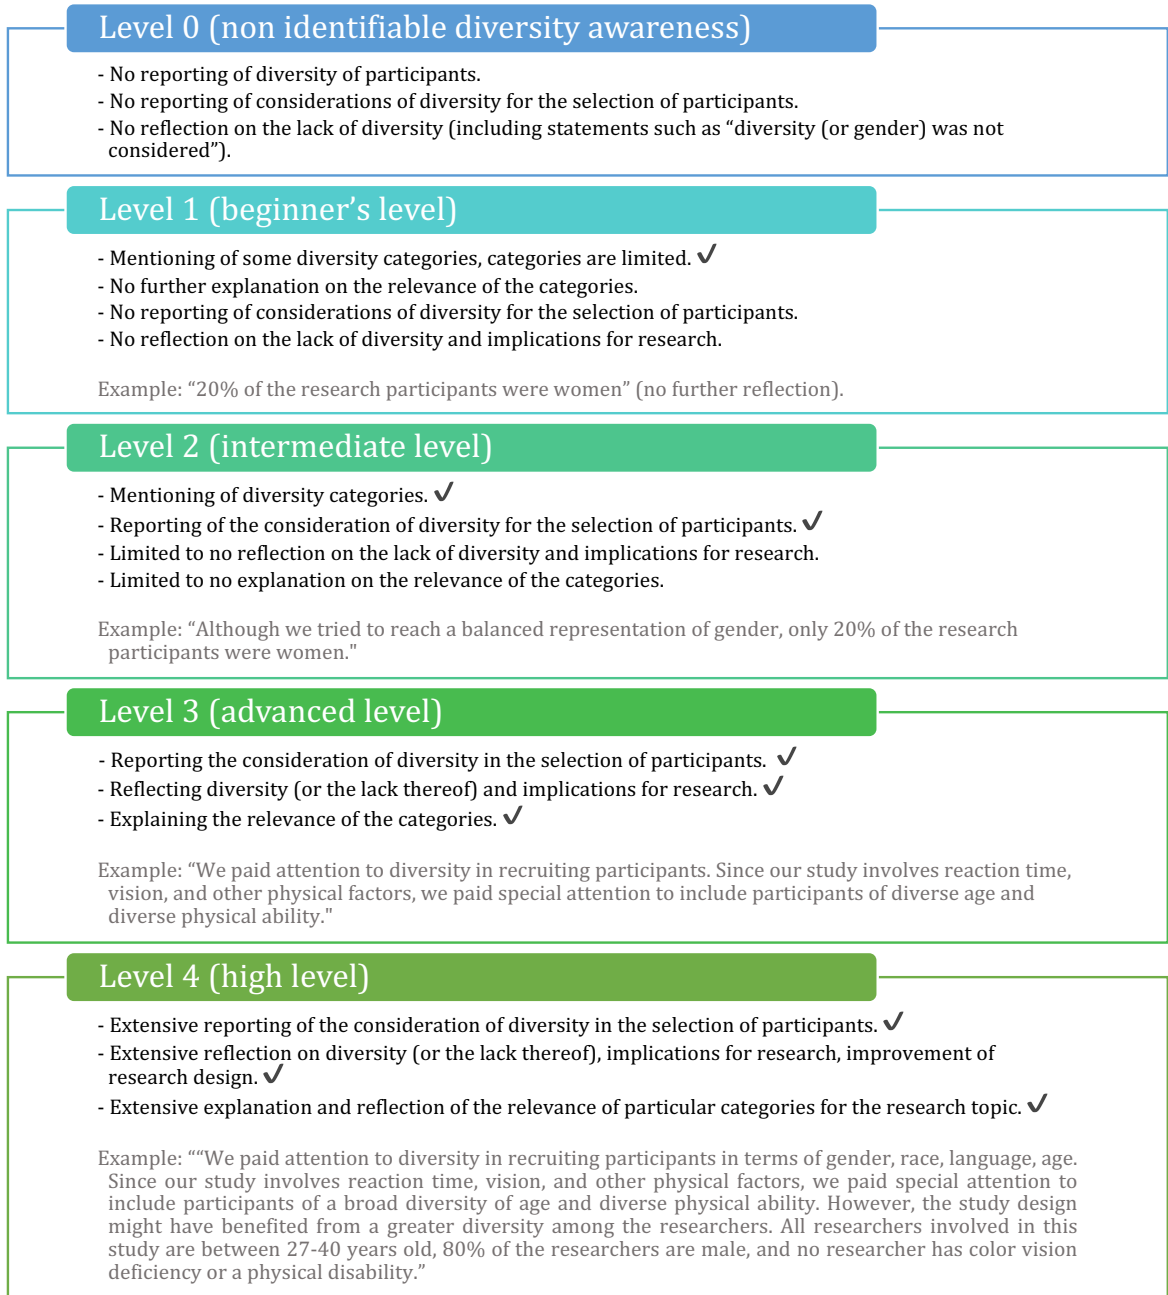 Level 0 (non identifiable diversity awareness)
- No reporting of diversity of participants.
- No reporting of considerations of diversity for the selection of participants.
- No reflection on the lack of diversity (including statements such as “diversity (or gender) was not
considered”).
Level 1 (beginner’s level)
- Mentioning of some diversity categories, categories are limited. ✓
- No further explanation on the relevance of the categories.
- No reporting of considerations of diversity for the selection of participants.
- No reflection on the lack of diversity and implications for research.
Example: “20% of the research participants were women” (no further reflection).
Level 2 (intermediate level)
- Mentioning of diversity categories. ✓
- Reporting of the consideration of diversity for the selection of participants. ✓
- Limited to no reflection on the lack of diversity and implications for research.
- Limited to no explanation on the relevance of the categories.
Example: “Although we tried to reach a balanced representation of gender, only 20% of the research
participants were women."
Level 3 (advanced level)
- Reporting the consideration of diversity in the selection of participants. ✓
- Reflecting diversity (or the lack thereof) and implications for research. ✓
- Explaining the relevance of the categories. ✓
Example: “We paid attention to diversity in recruiting participants. Since our study involves reaction time,
vision, and other physical factors, we paid special attention to include participants of diverse age and
diverse physical ability."
Level 4 (high level)
- Extensive reporting of the consideration of diversity in the selection of participants. ✓
- Extensive reflection on diversity (or the lack thereof), implications for research, improvement of
research design. ✓
- Extensive explanation and reflection of the relevance of particular categories for the research topic. ✓
Example: ““We paid attention to diversity in recruiting participants in terms of gender, race, language, age.
Since our study involves reaction time, vision, and other physical factors, we paid special attention to
include participants of a broad diversity of age and diverse physical ability. However, the study design
might have benefited from a greater diversity among the researchers. All researchers involved in this
study are between 27-40 years old, 80% of the researchers are male, and no researcher has color vision
deficiency or a physical disability.”